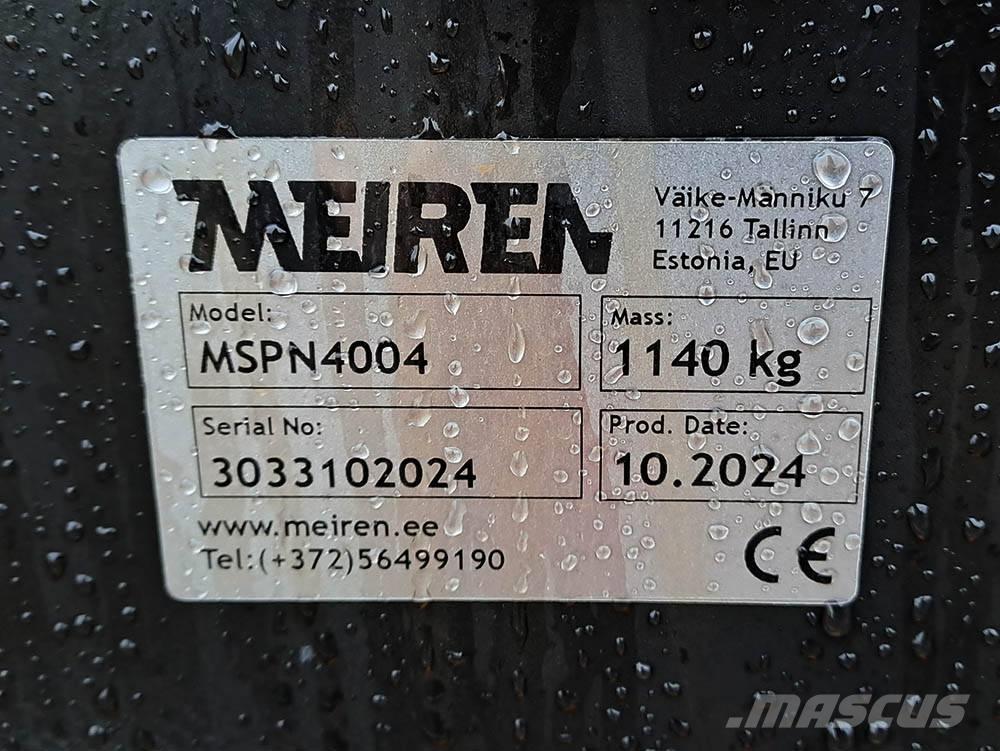 MEIREN
Väike-Männiku 7
11216 Tallinn
Estonia, EU
Model:
MSPN4004
Mass:
1140 kg
Serial No:
3033102024
Prod. Date:
10.2024
www.meiren.ee
Tel:(+372)56499190
CE
.mascus